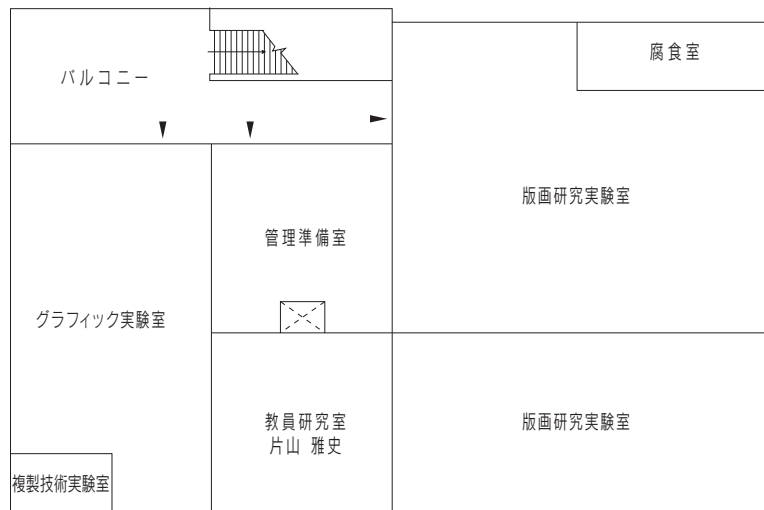 バルコニー
腐食室
版画研究実験室
管理準備室
グラフィック実験室
教員研究室
片山 雅史
版画研究実験室
複製技術実験室